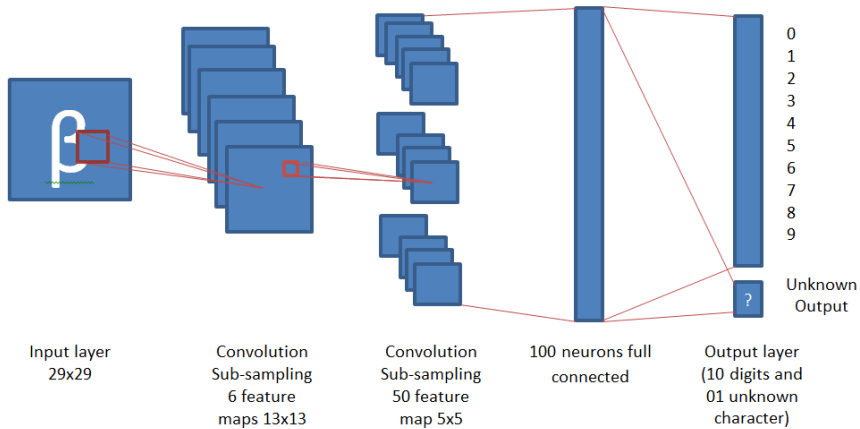 β
0
1
2
3
4
5
6
7
8
9
Unknown
Output
?
Input layer
29x29
Convolution
Sub-sampling
6 feature
maps 13x13
Convolution
Sub-sampling
50 feature
map 5x5
100 neurons full
connected
Output layer
(10 digits and
01 unknown
character)